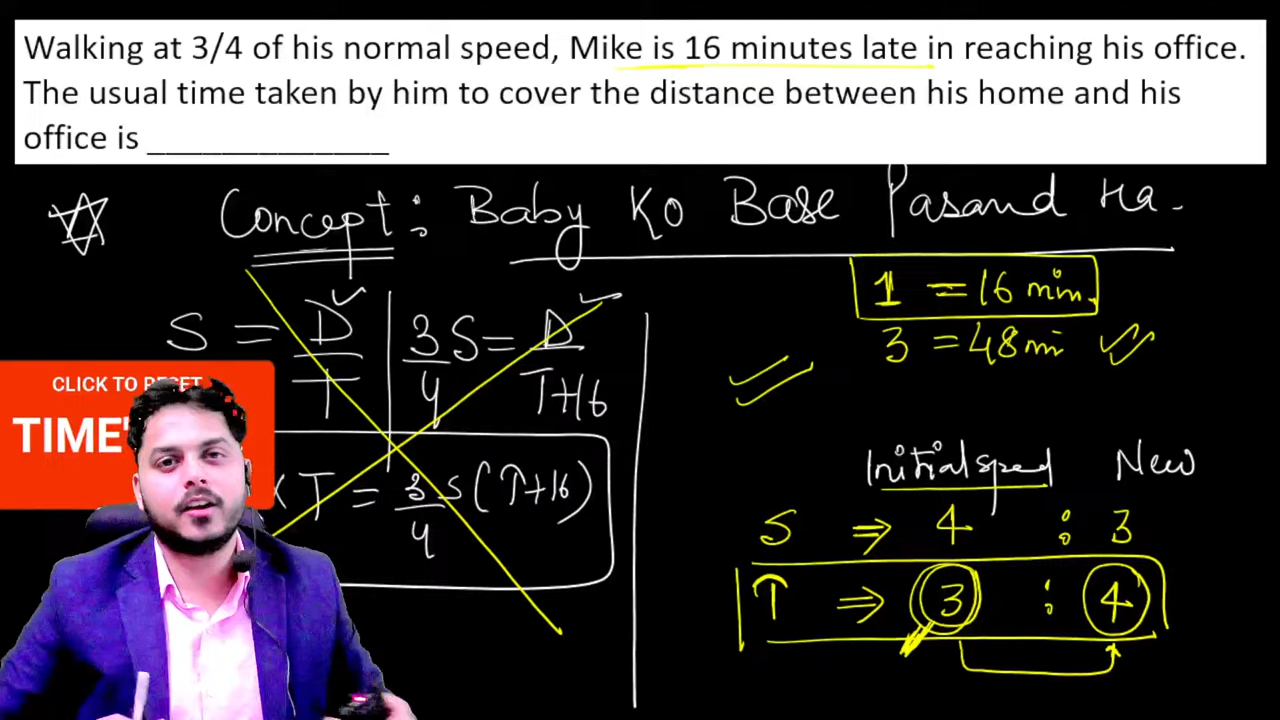 Walking at 3/4 of his normal speed, Mike is 16 minutes late in reaching his office.
The usual time taken by him to cover the distance between his home and his
office is ______________
Concept: Baby Ko Base Pasand Ha.
S = D/T
3/4 S = D/T+16
T = 3/4 S (T+16)
1 = 16 min.
3 = 48 mi
Initial speed New
S ⇒ 4 : 3
T ⇒ 3 : 4
CLICK TO RESET
TIME